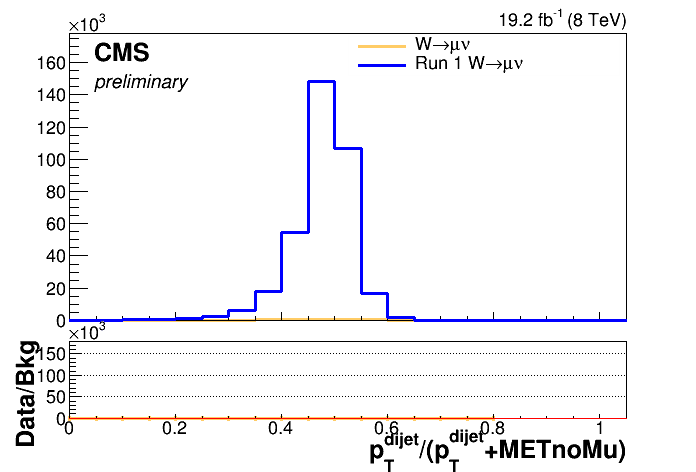 ×10³
19.2 fb⁻¹ (8 TeV)
CMS
preliminary
W→μν
Run 1 W→μν
160
140
120
100
80
60
40
20
0
×10³
Data/Bkg
150
100
50
0
0 0.2 0.4 0.6 0.8 1
p_T^dijet/(p_T^dijet+METnoMu)